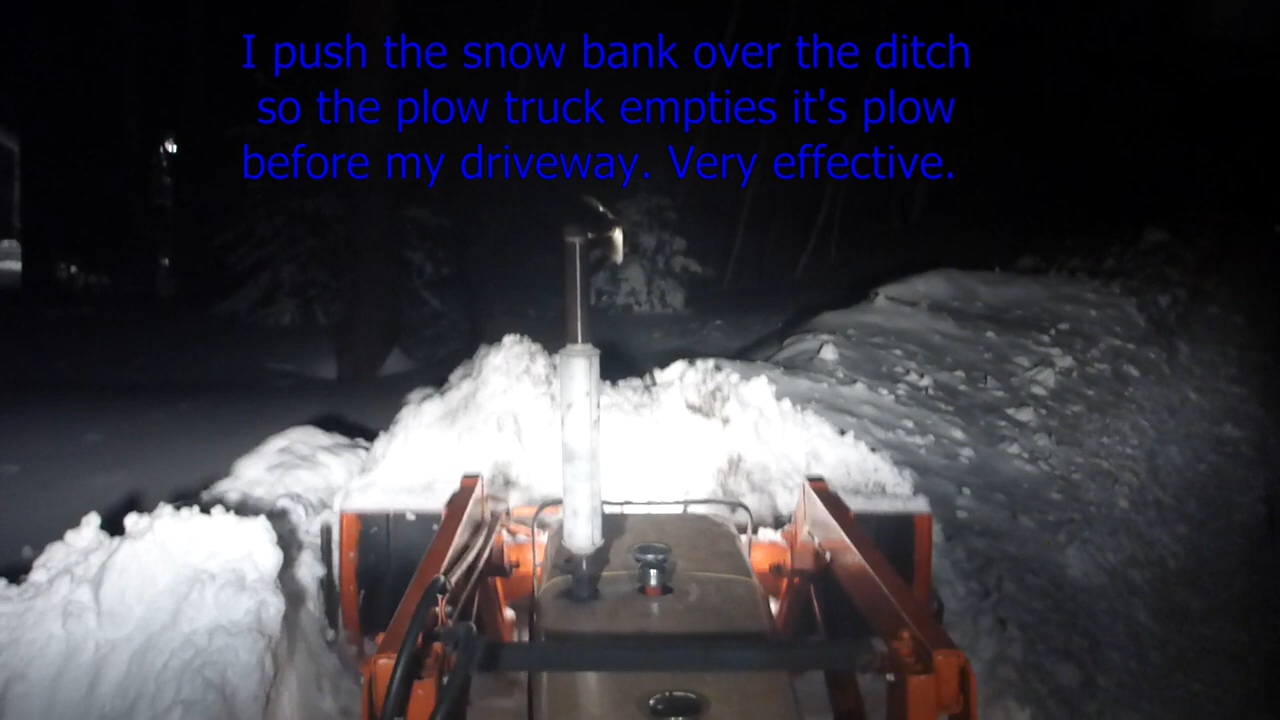 I push the snow bank over the ditch
so the plow truck empties it's plow
before my driveway. Very effective.